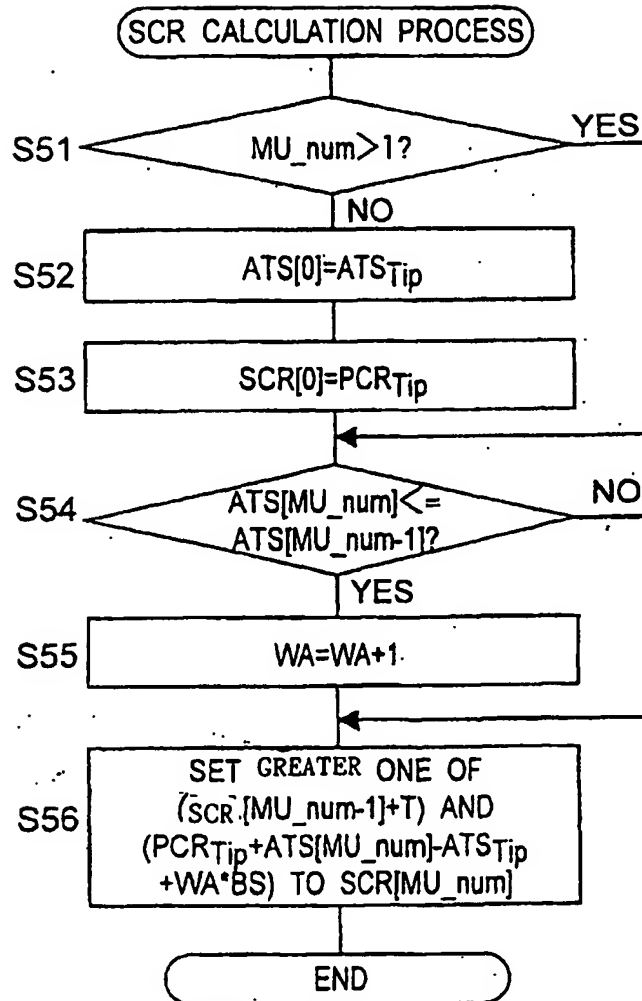 SCR CALCULATION PROCESS
S51
MU_num>1?
YES
NO
S52
ATS[0]=ATSTip
S53
SCR[0]=PCRTip
S54
ATS[MU_num]<=
ATS[MU_num-1]?
NO
YES
S55
WA=WA+1
S56
SET GREATER ONE OF
(SCR[MU_num-1]+T) AND
(PCRTip+ATS[MU_num]-ATSTip
+WA*BS) TO SCR[MU_num]
END